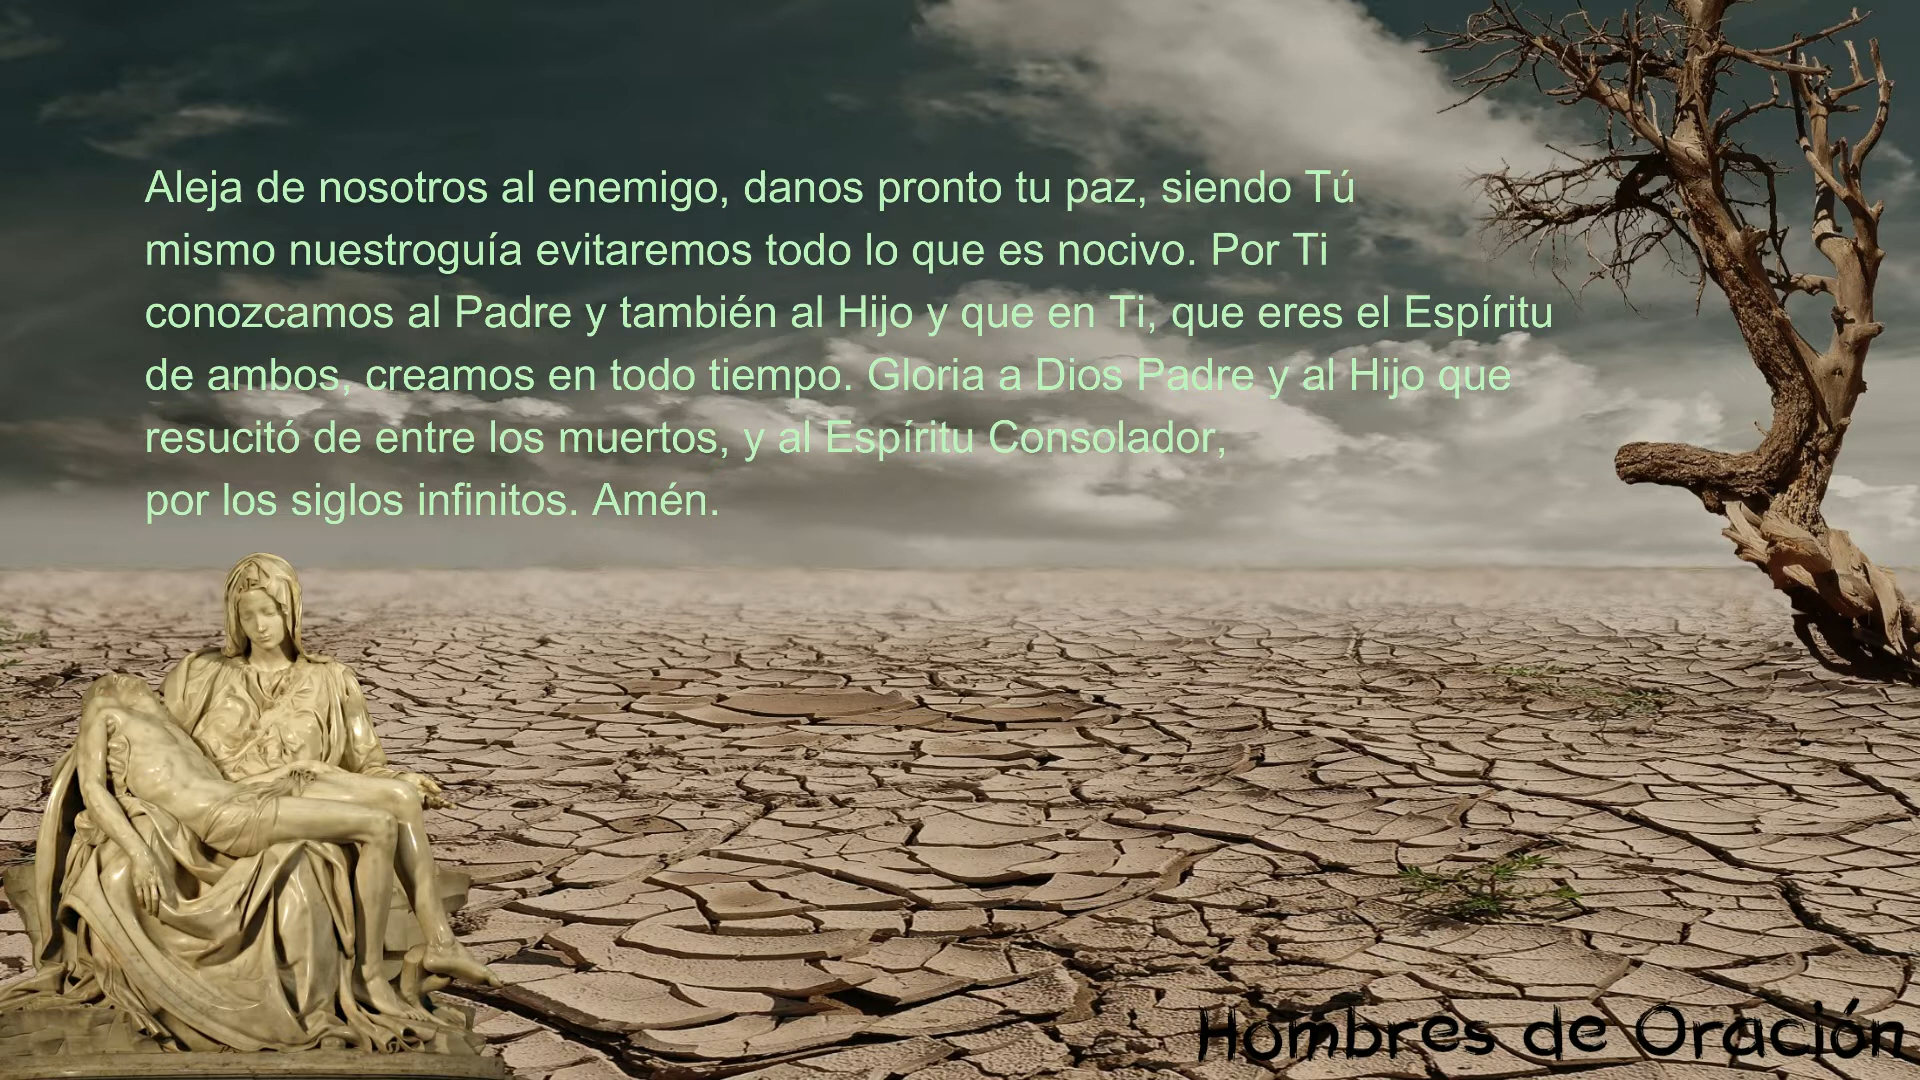 Aleja de nosotros al enemigo, danos pronto tu paz, siendo Tú
mismo nuestroguía evitaremos todo lo que es nocivo. Por Ti
conozcamos al Padre y también al Hijo y que en Ti, que eres el Espíritu
de ambos, creamos en todo tiempo. Gloria a Dios Padre y al Hijo que
resucitó de entre los muertos, y al Espíritu Consolador,
por los siglos infinitos. Amén.
Hombres de Oración